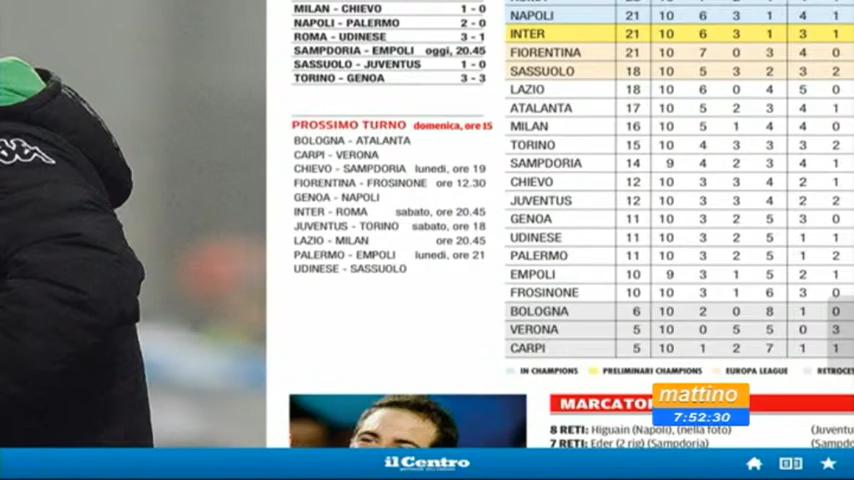 MILAN - CHIEVO 1 - 0
NAPOLI - PALERMO 2 - 0
ROMA - UDINESE 3 - 1
SAMPDORIA - EMPOLI oggi, 20.45
SASSUOLO - JUVENTUS 1 - 0
TORINO - GENOA 3 - 3
PROSSIMO TURNO domenica, ore 15
BOLOGNA - ATALANTA
CARPI - VERONA
CHIEVO - SAMPDORIA lunedi, ore 19
FIORENTINA - FROSINONE ore 12.30
GENOA - NAPOLI
INTER - ROMA sabato, ore 20.45
JUVENTUS - TORINO sabato, ore 18
LAZIO - MILAN ore 20.45
PALERMO - EMPOLI lunedi, ore 21
UDINESE - SASSUOLO
NAPOLI 21 10 6 3 1 4 1
INTER 21 10 6 3 1 3 1
FIORENTINA 21 10 7 0 3 4 0
SASSUOLO 18 10 5 3 2 3 2
LAZIO 18 10 6 0 4 5 0
ATALANTA 17 10 5 2 3 4 1
MILAN 16 10 5 1 4 4 0
TORINO 15 10 4 3 3 3 2
SAMPDORIA 14 9 4 2 3 4 1
CHIEVO 12 10 3 3 4 2 1
JUVENTUS 12 10 3 3 4 2 2
GENOA 11 10 3 2 5 3 0
UDINESE 11 10 3 2 5 1 1
PALERMO 11 10 3 2 5 1 2
EMPOLI 10 9 3 1 5 2 1
FROSINONE 10 10 3 1 6 3 0
BOLOGNA 6 10 2 0 8 1 0
VERONA 5 10 0 5 5 0 3
CARPI 5 10 1 2 7 1 1
IN CHAMPIONS PRELIMINARI CHAMPIONS EUROPA LEAGUE RETROCES
MARCATO
mattino
7:52:30
8 RETI: Higuain (Napoli), (nella foto) (Juventu
7 RETI: Eder (2 rig) (Sampdoria) (Sampdo
il Centro